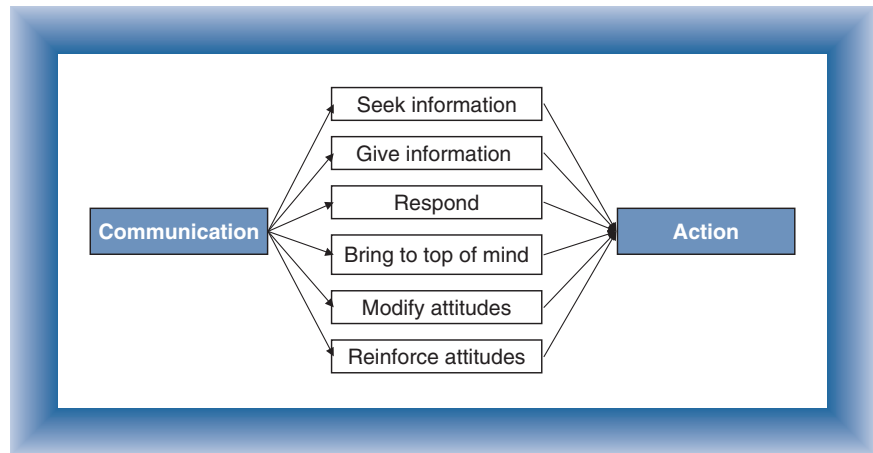 Seek information
Give information
Respond
Communication
Action
Bring to top of mind
Modify attitudes
Reinforce attitudes